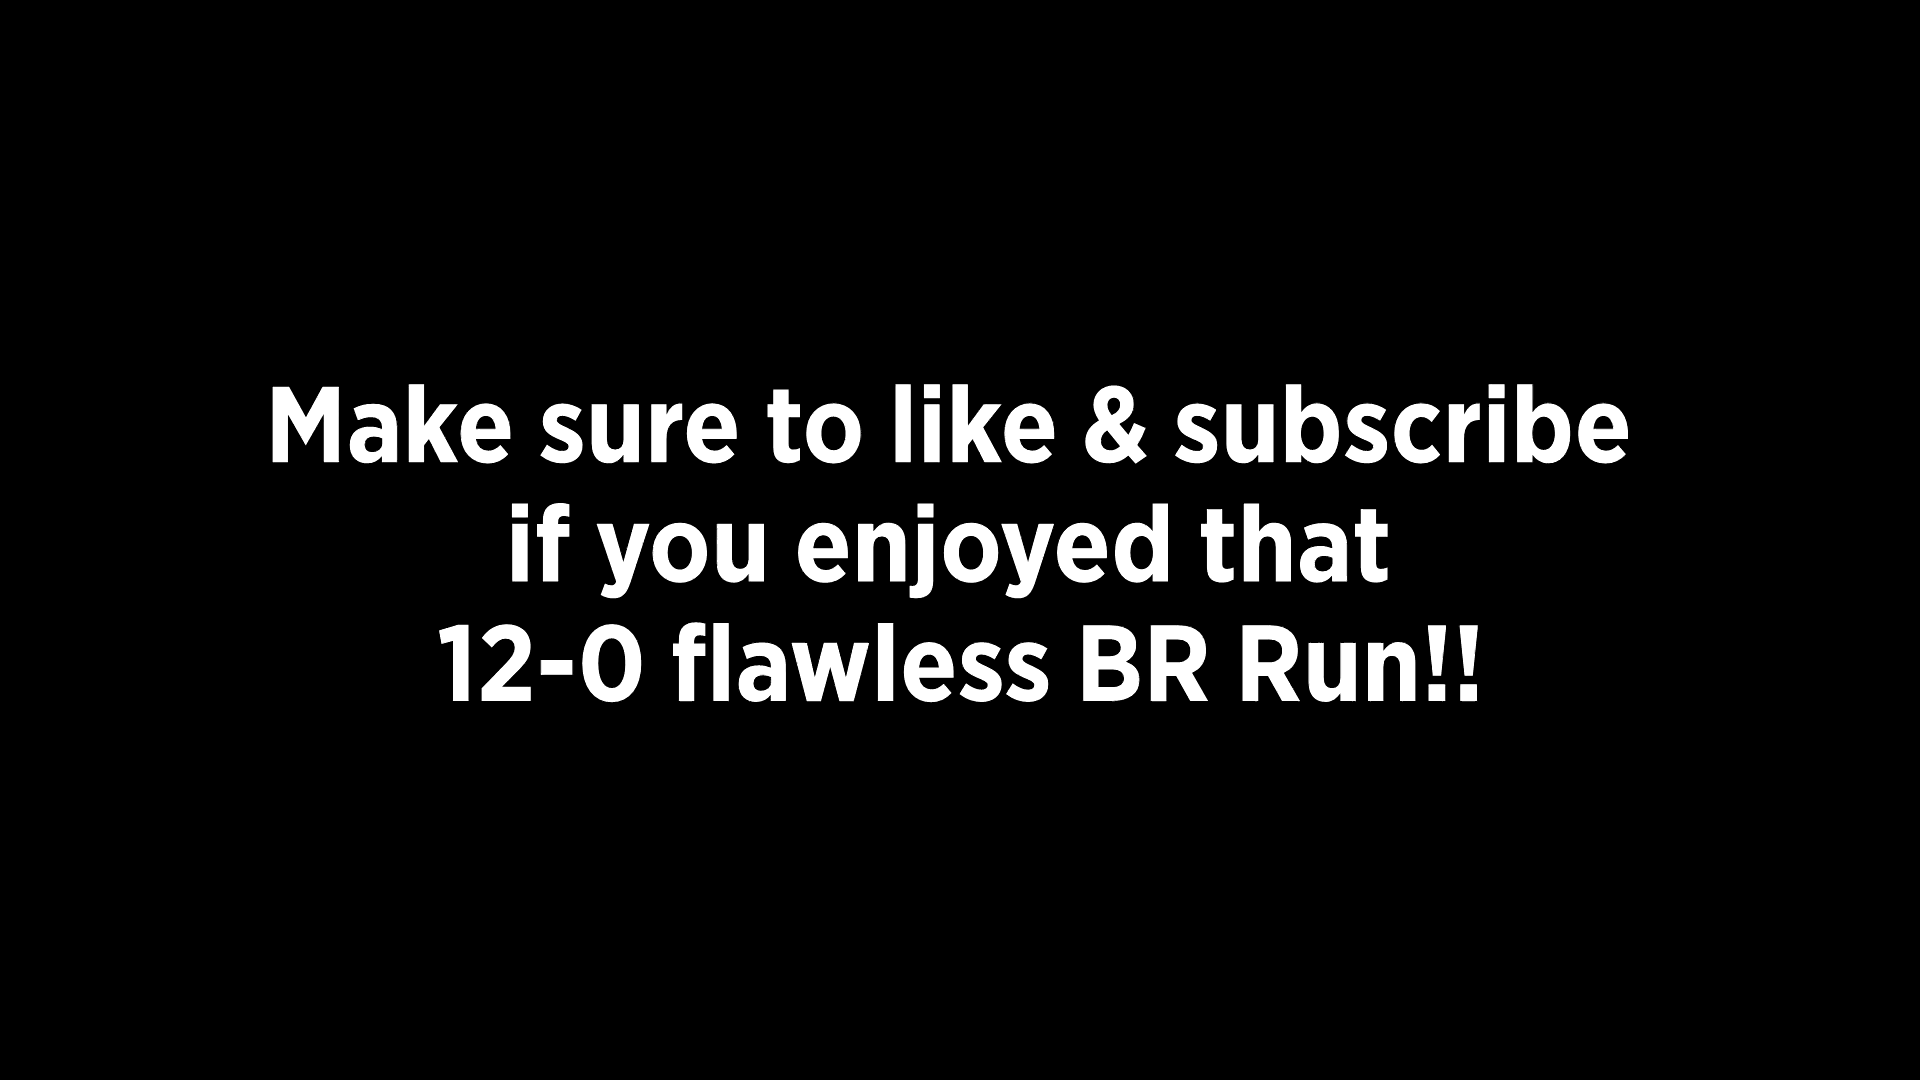 Make sure to like & subscribe
if you enjoyed that
12-0 flawless BR Run!!